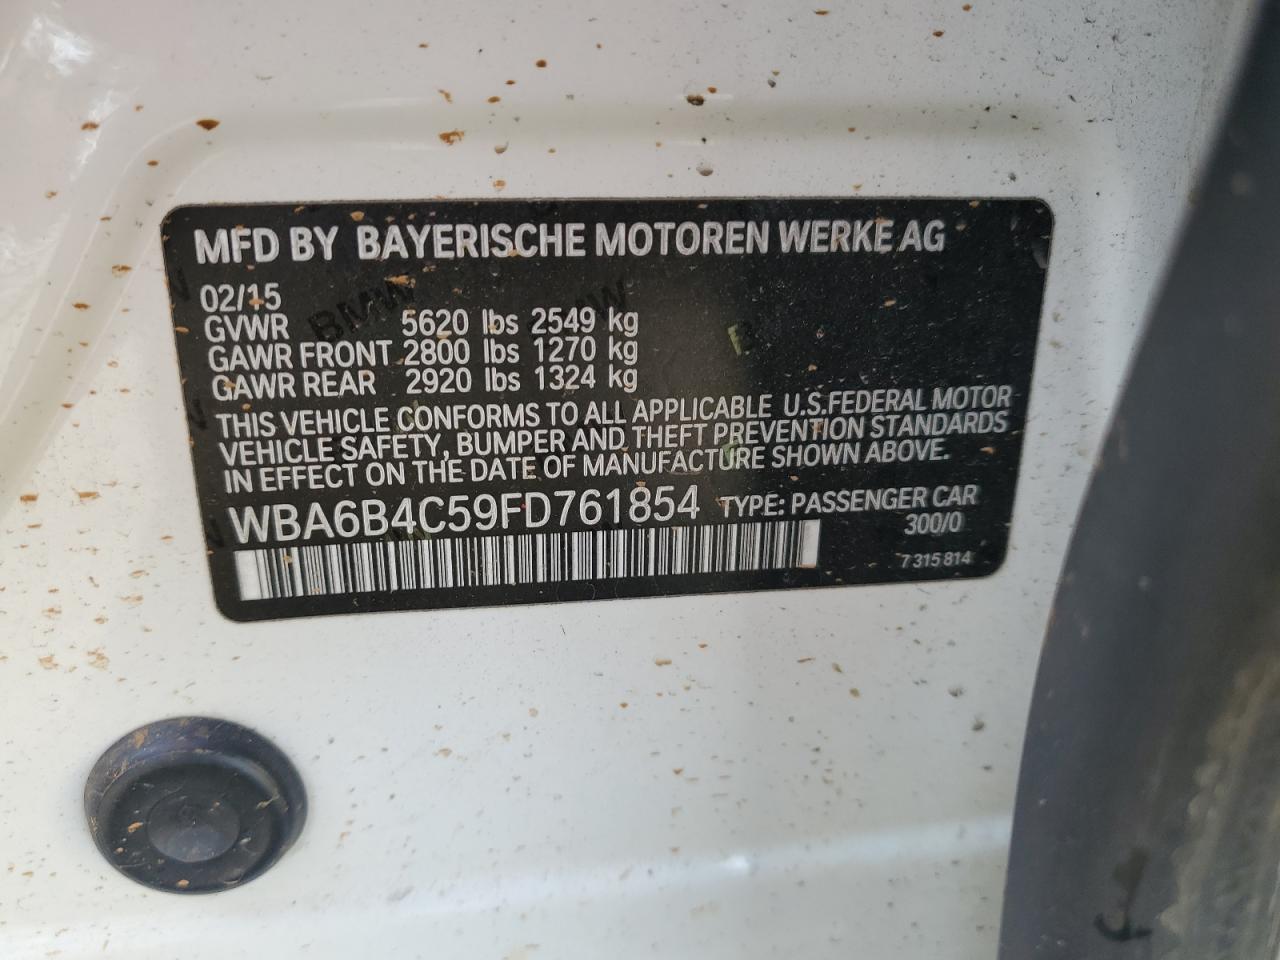 MFD BY BAYERISCHE MOTOREN WERKE AG
02/15
GVWR 5620 lbs 2549 kg
GAWR FRONT 2800 lbs 1270 kg
GAWR REAR 2920 lbs 1324 kg
THIS VEHICLE CONFORMS TO ALL APPLICABLE U.S.FEDERAL MOTOR
VEHICLE SAFETY, BUMPER AND THEFT PREVENTION STANDARDS
IN EFFECT ON THE DATE OF MANUFACTURE SHOWN ABOVE.
WBA6B4C59FD761854 TYPE: PASSENGER CAR
300/0
7 315 814